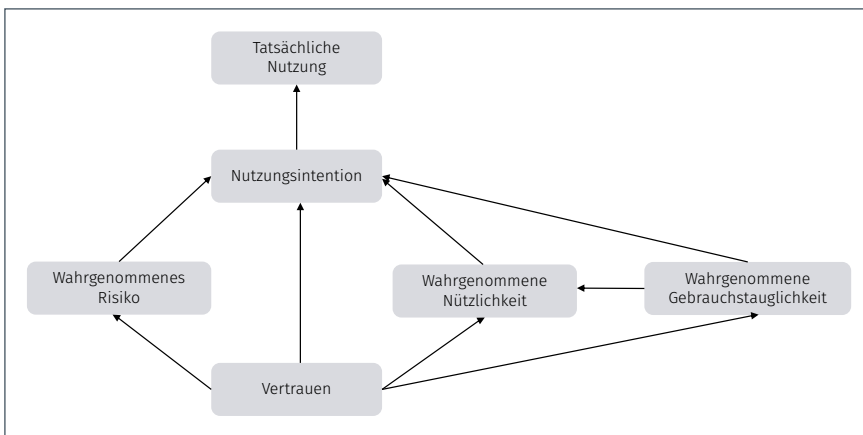 Tatsächliche
Nutzung
Nutzungsintention
Wahrgenommenes
Risiko
Wahrgenommene
Nützlichkeit
Wahrgenommene
Gebrauchstauglichkeit
Vertrauen